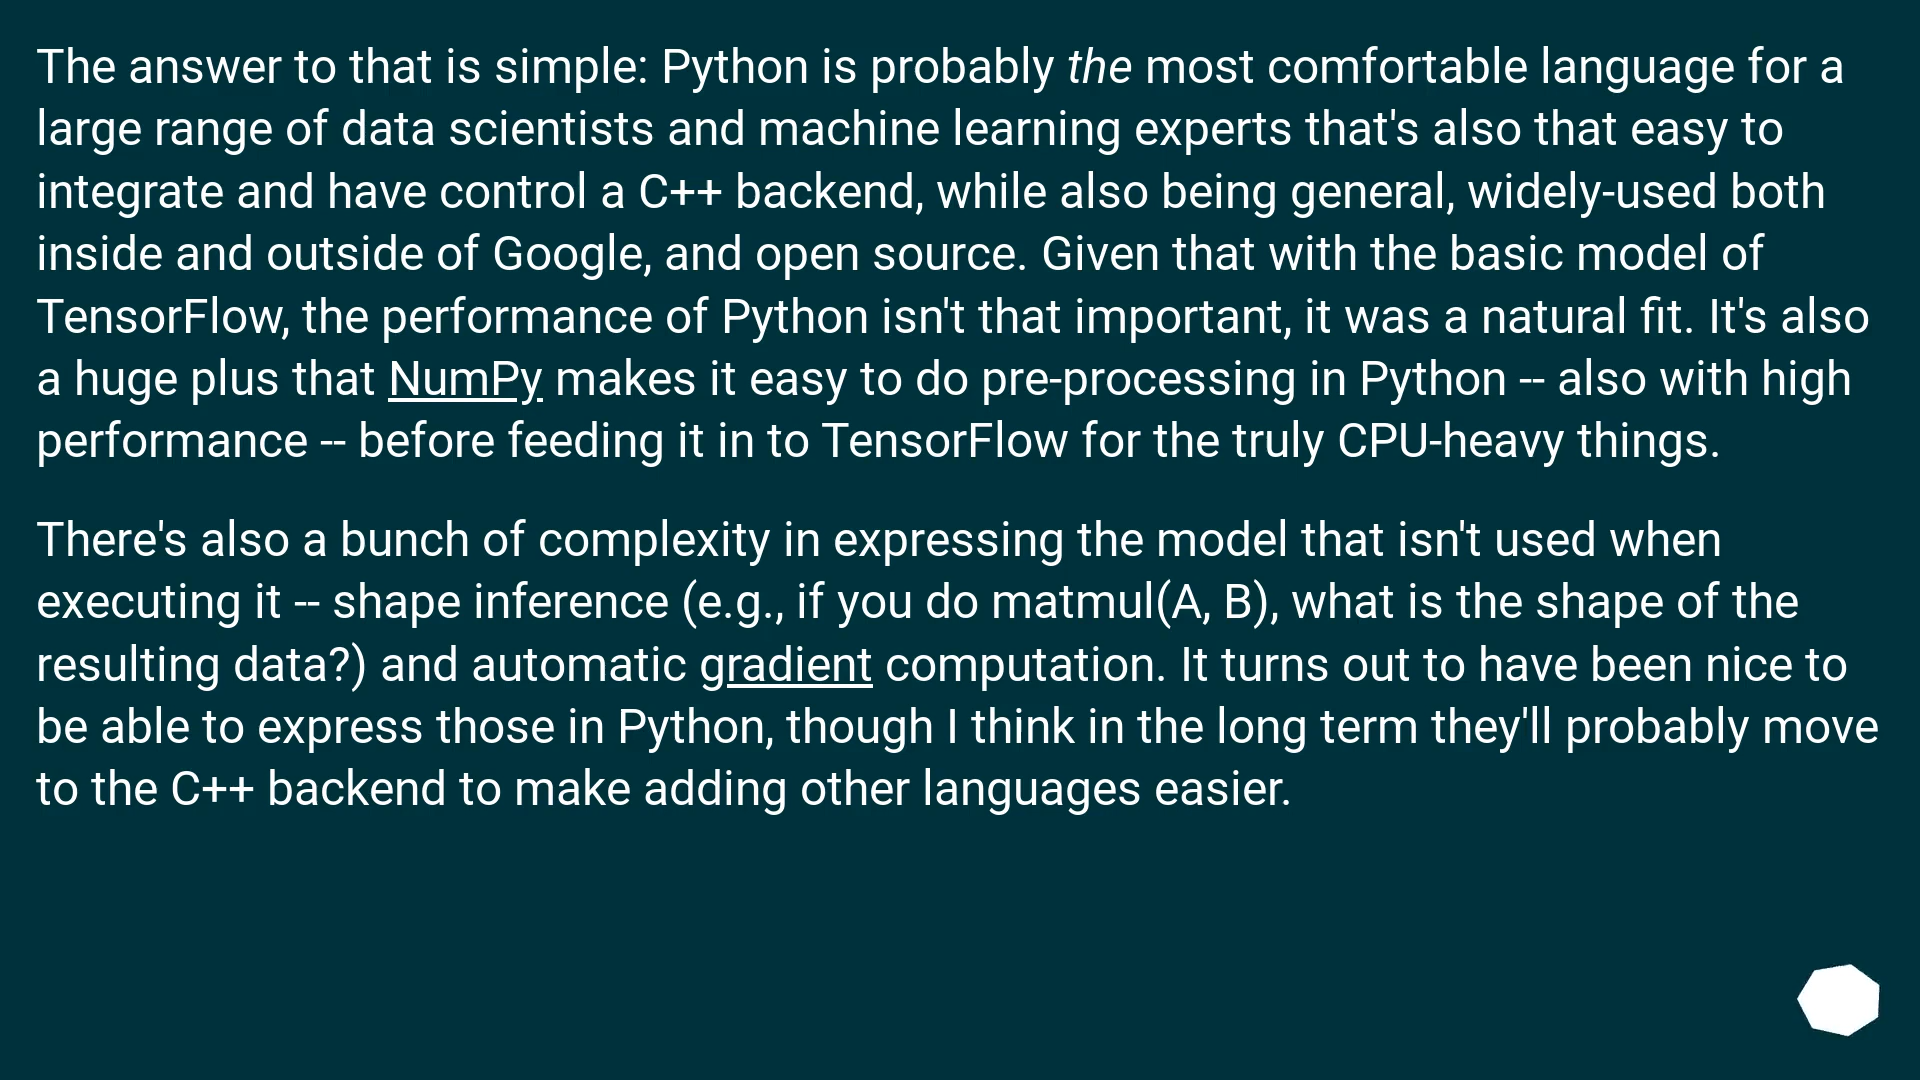 The answer to that is simple: Python is probably the most comfortable language for a
large range of data scientists and machine learning experts that's also that easy to
integrate and have control a C++ backend, while also being general, widely-used both
inside and outside of Google, and open source. Given that with the basic model of
TensorFlow, the performance of Python isn't that important, it was a natural fit. It's also
a huge plus that NumPy makes it easy to do pre-processing in Python -- also with high
performance -- before feeding it in to TensorFlow for the truly CPU-heavy things.
There's also a bunch of complexity in expressing the model that isn't used when
executing it -- shape inference (e.g., if you do matmul(A, B), what is the shape of the
resulting data?) and automatic gradient computation. It turns out to have been nice to
be able to express those in Python, though I think in the long term they'll probably move
to the C++ backend to make adding other languages easier.